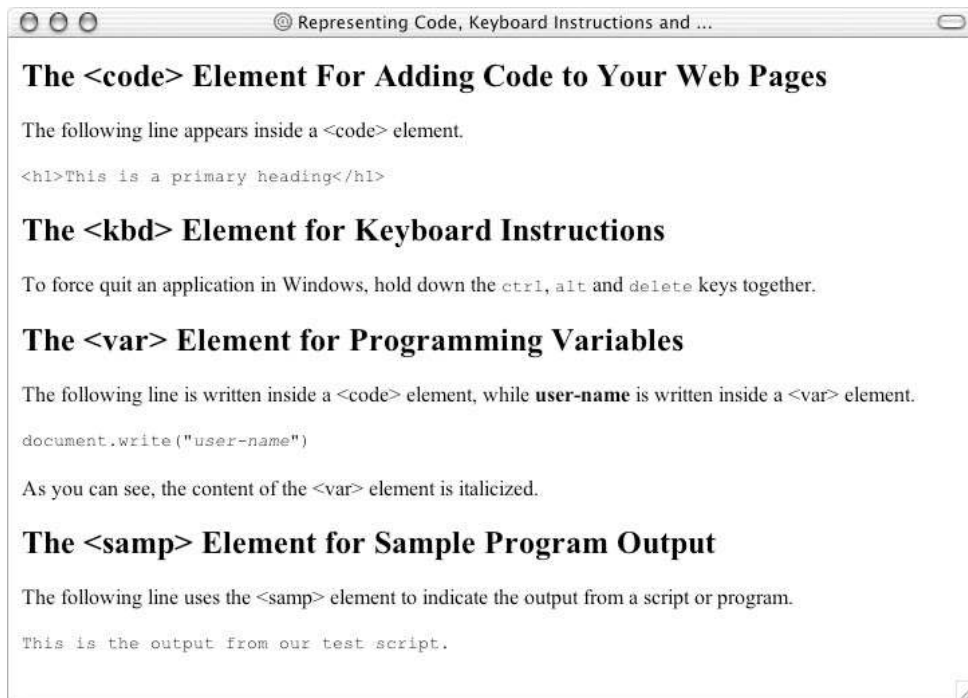 Representing Code, Keyboard Instructions and ...
The <code> Element For Adding Code to Your Web Pages
The following line appears inside a <code> element.
<h1>This is a primary heading</h1>
The <kbd> Element for Keyboard Instructions
To force quit an application in Windows, hold down the ctrl, alt and delete keys together.
The <var> Element for Programming Variables
The following line is written inside a <code> element, while user-name is written inside a <var> element.
document.write("user-name")
As you can see, the content of the <var> element is italicized.
The <samp> Element for Sample Program Output
The following line uses the <samp> element to indicate the output from a script or program.
This is the output from our test script.